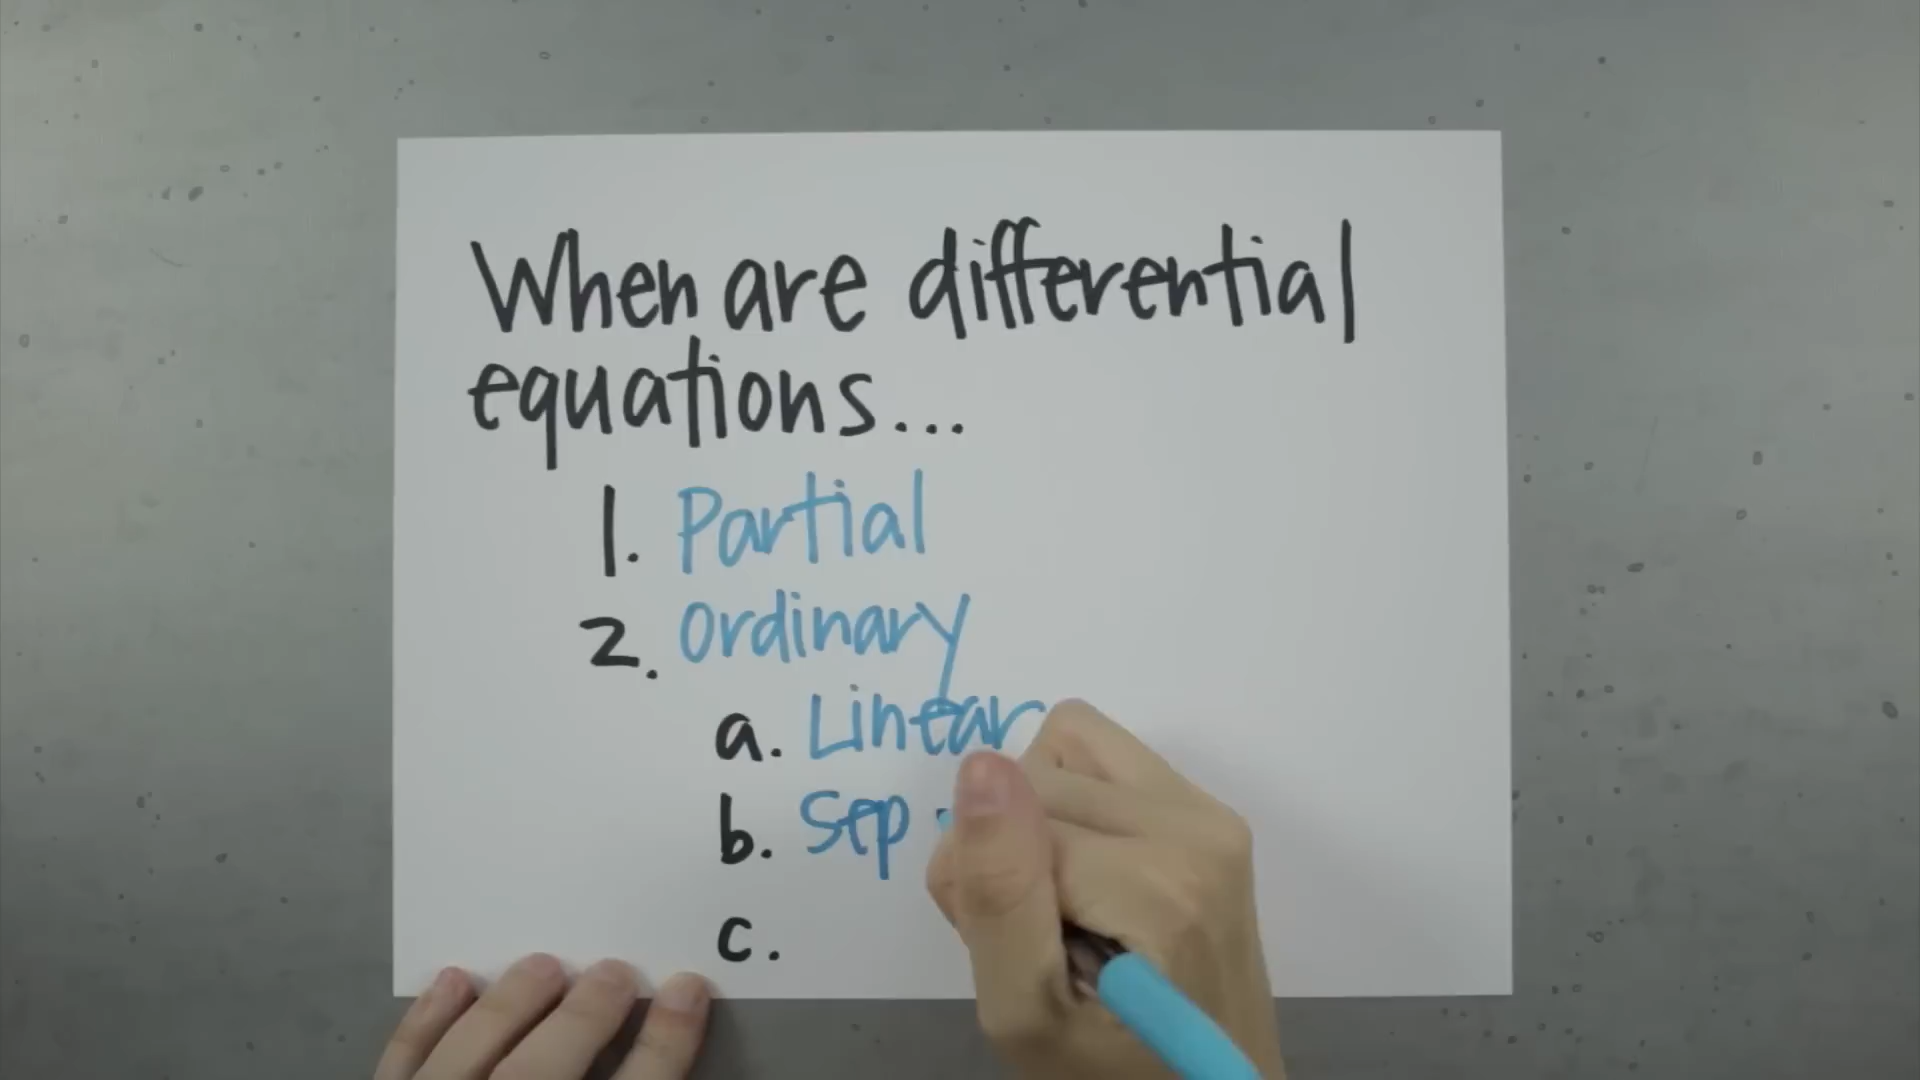 When are differential
equations...
1. Partial
2. Ordinary
a. Linear
b. Sep
c.